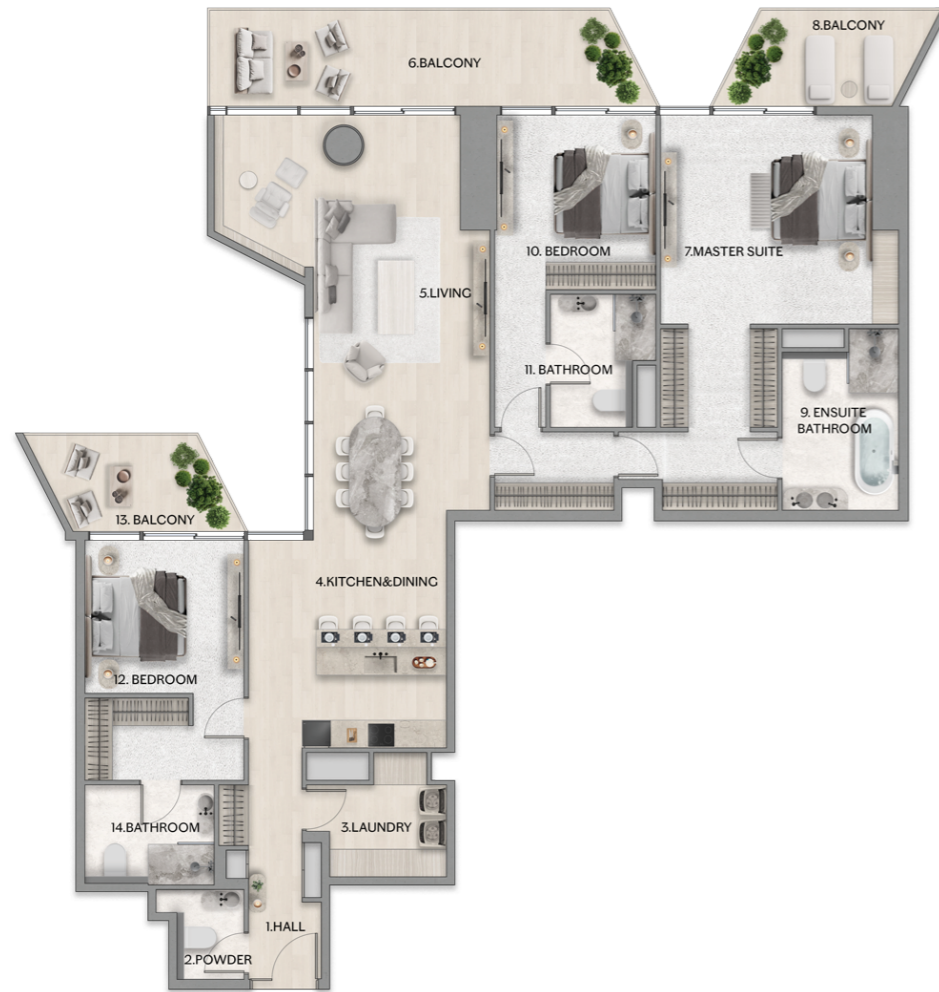 8.BALCONY
6.BALCONY
10. BEDROOM
7.MASTER SUITE
5.LIVING
11. BATHROOM
9. ENSUITE
BATHROOM
13. BALCONY
4.KITCHEN&DINING
12. BEDROOM
14.BATHROOM
3.LAUNDRY
1.HALL
2.POWDER